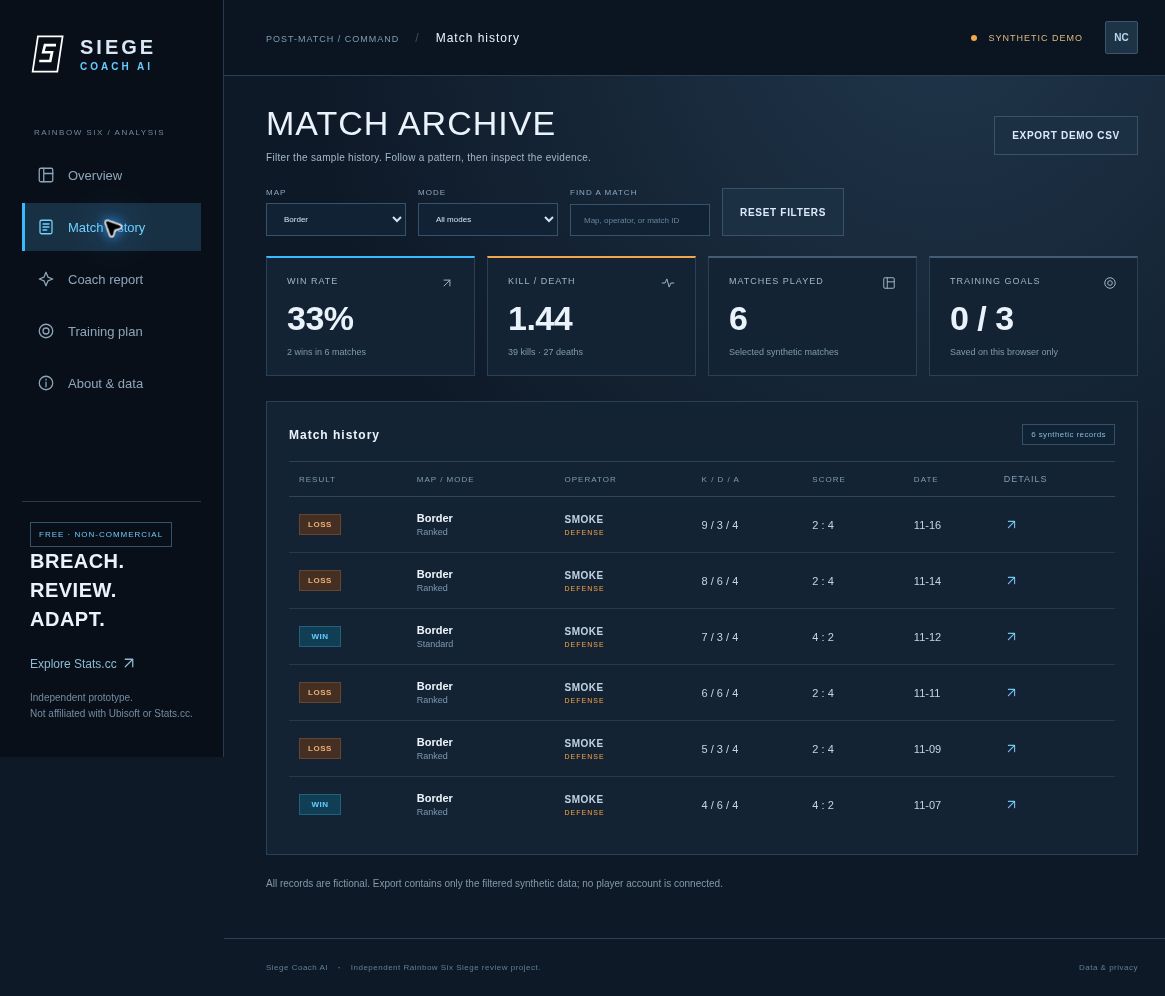 SIEGE
COACH AI
RAINBOW SIX / ANALYSIS
Overview
Match story
Coach report
Training plan
About & data
FREE · NON-COMMERCIAL
BREACH.
REVIEW.
ADAPT.
Explore Stats.cc
Independent prototype.
Not affiliated with Ubisoft or Stats.cc.
POST-MATCH / COMMAND / Match history
SYNTHETIC DEMO
NC
MATCH ARCHIVE
Filter the sample history. Follow a pattern, then inspect the evidence.
EXPORT DEMO CSV
MAP MODE FIND A MATCH
Border All modes Map, operator, or match ID RESET FILTERS
WIN RATE
33%
2 wins in 6 matches
KILL / DEATH
1.44
39 kills · 27 deaths
MATCHES PLAYED
6
Selected synthetic matches
TRAINING GOALS
0 / 3
Saved on this browser only
Match history
6 synthetic records
RESULT MAP / MODE OPERATOR K / D / A SCORE DATE DETAILS
LOSS Border Ranked SMOKE DEFENSE 9 / 3 / 4 2 : 4 11-16
LOSS Border Ranked SMOKE DEFENSE 8 / 6 / 4 2 : 4 11-14
WIN Border Standard SMOKE DEFENSE 7 / 3 / 4 4 : 2 11-12
LOSS Border Ranked SMOKE DEFENSE 6 / 6 / 4 2 : 4 11-11
LOSS Border Ranked SMOKE DEFENSE 5 / 3 / 4 2 : 4 11-09
WIN Border Ranked SMOKE DEFENSE 4 / 6 / 4 4 : 2 11-07
All records are fictional. Export contains only the filtered synthetic data; no player account is connected.
Siege Coach AI · Independent Rainbow Six Siege review project.
Data & privacy